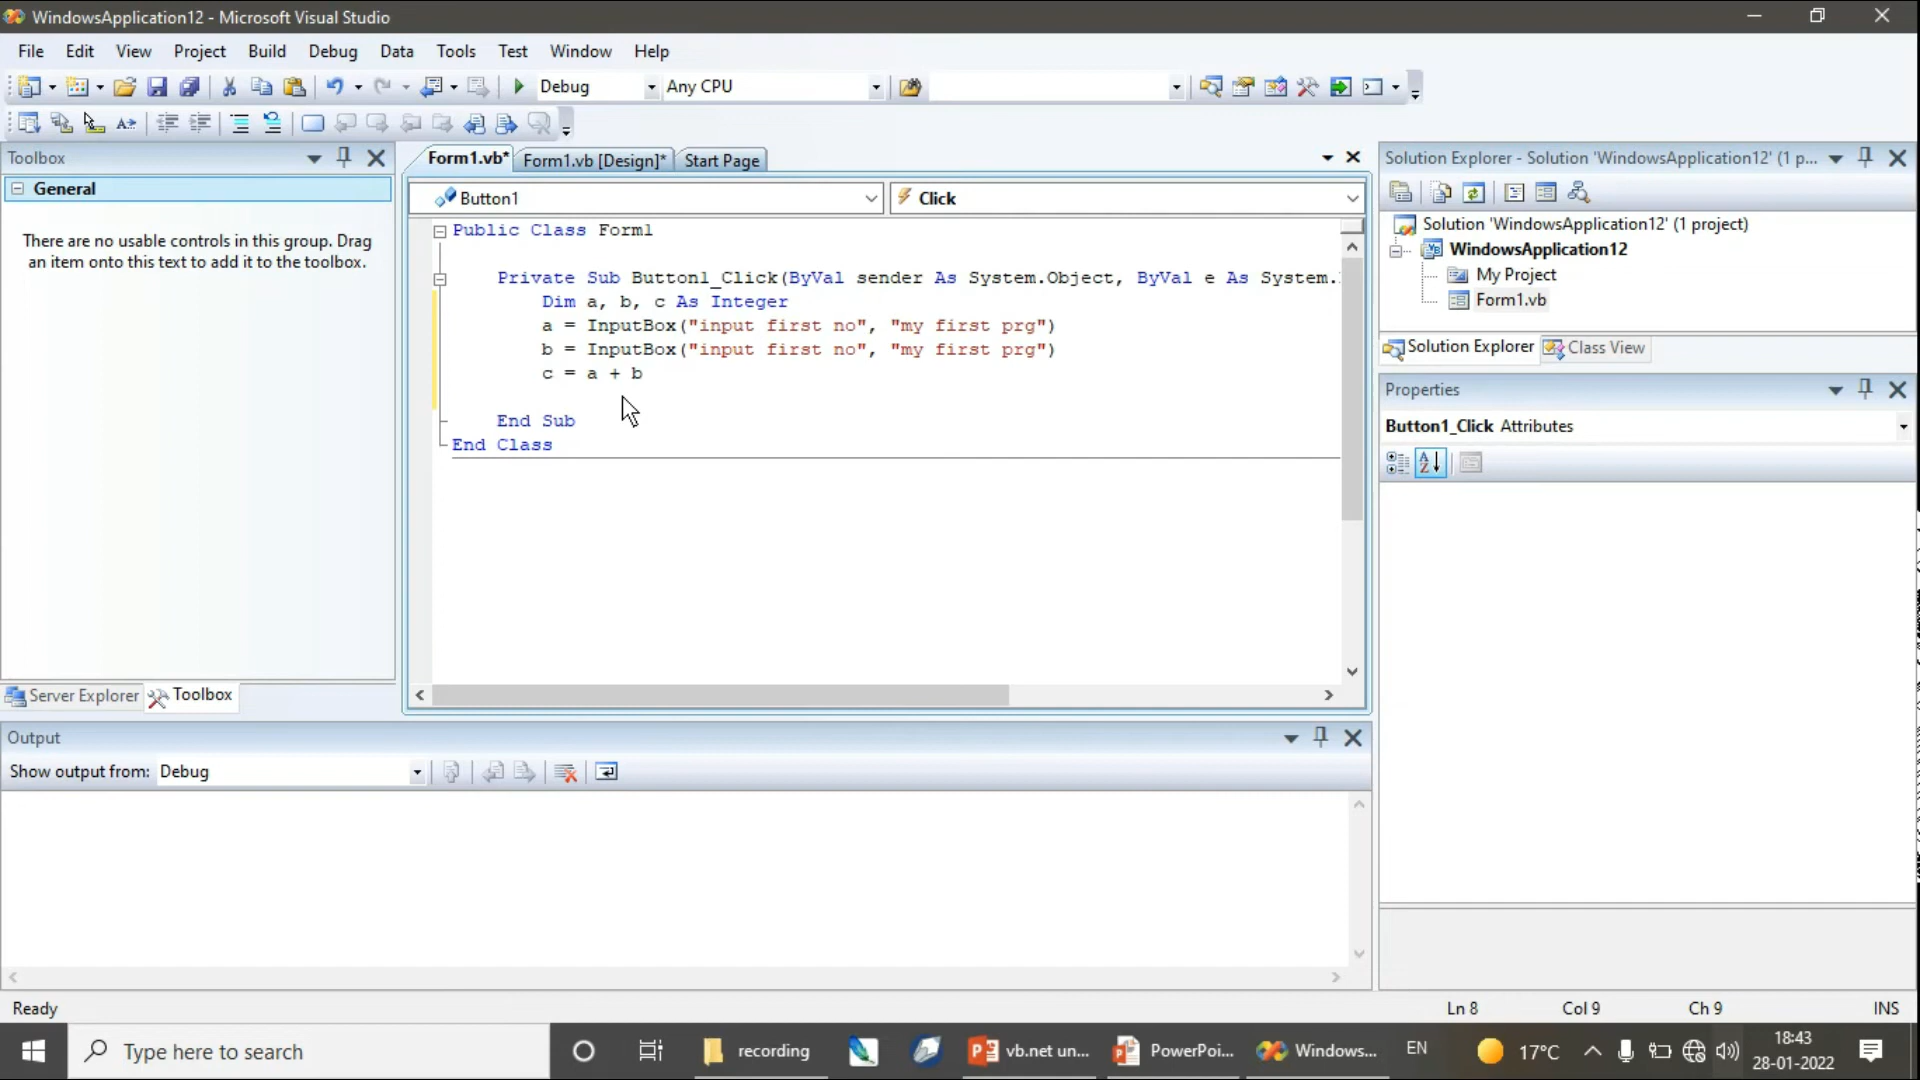 WindowsApplication12 - Microsoft Visual Studio
File Edit View Project Build Debug Data Tools Test Window Help
Debug Any CPU
Toolbox
General
There are no usable controls in this group. Drag
an item onto this text to add it to the toolbox.
Server Explorer Toolbox
Form1.vb* Form1.vb [Design]* Start Page
Button1 Click
Public Class Form1
Private Sub Button1_Click(ByVal sender As System.Object, ByVal e As System.
Dim a, b, c As Integer
a = InputBox("input first no", "my first prg")
b = InputBox("input first no", "my first prg")
c = a + b
End Sub
End Class
Solution Explorer - Solution 'WindowsApplication12' (1 p...
Solution 'WindowsApplication12' (1 project)
WindowsApplication12
My Project
Form1.vb
Solution Explorer Class View
Properties
Button1_Click Attributes
Output
Show output from: Debug
Ready Ln 8 Col 9 Ch 9 INS
Type here to search recording vb.net un... PowerPoi... Windows... EN 17°C 18:43
28-01-2022